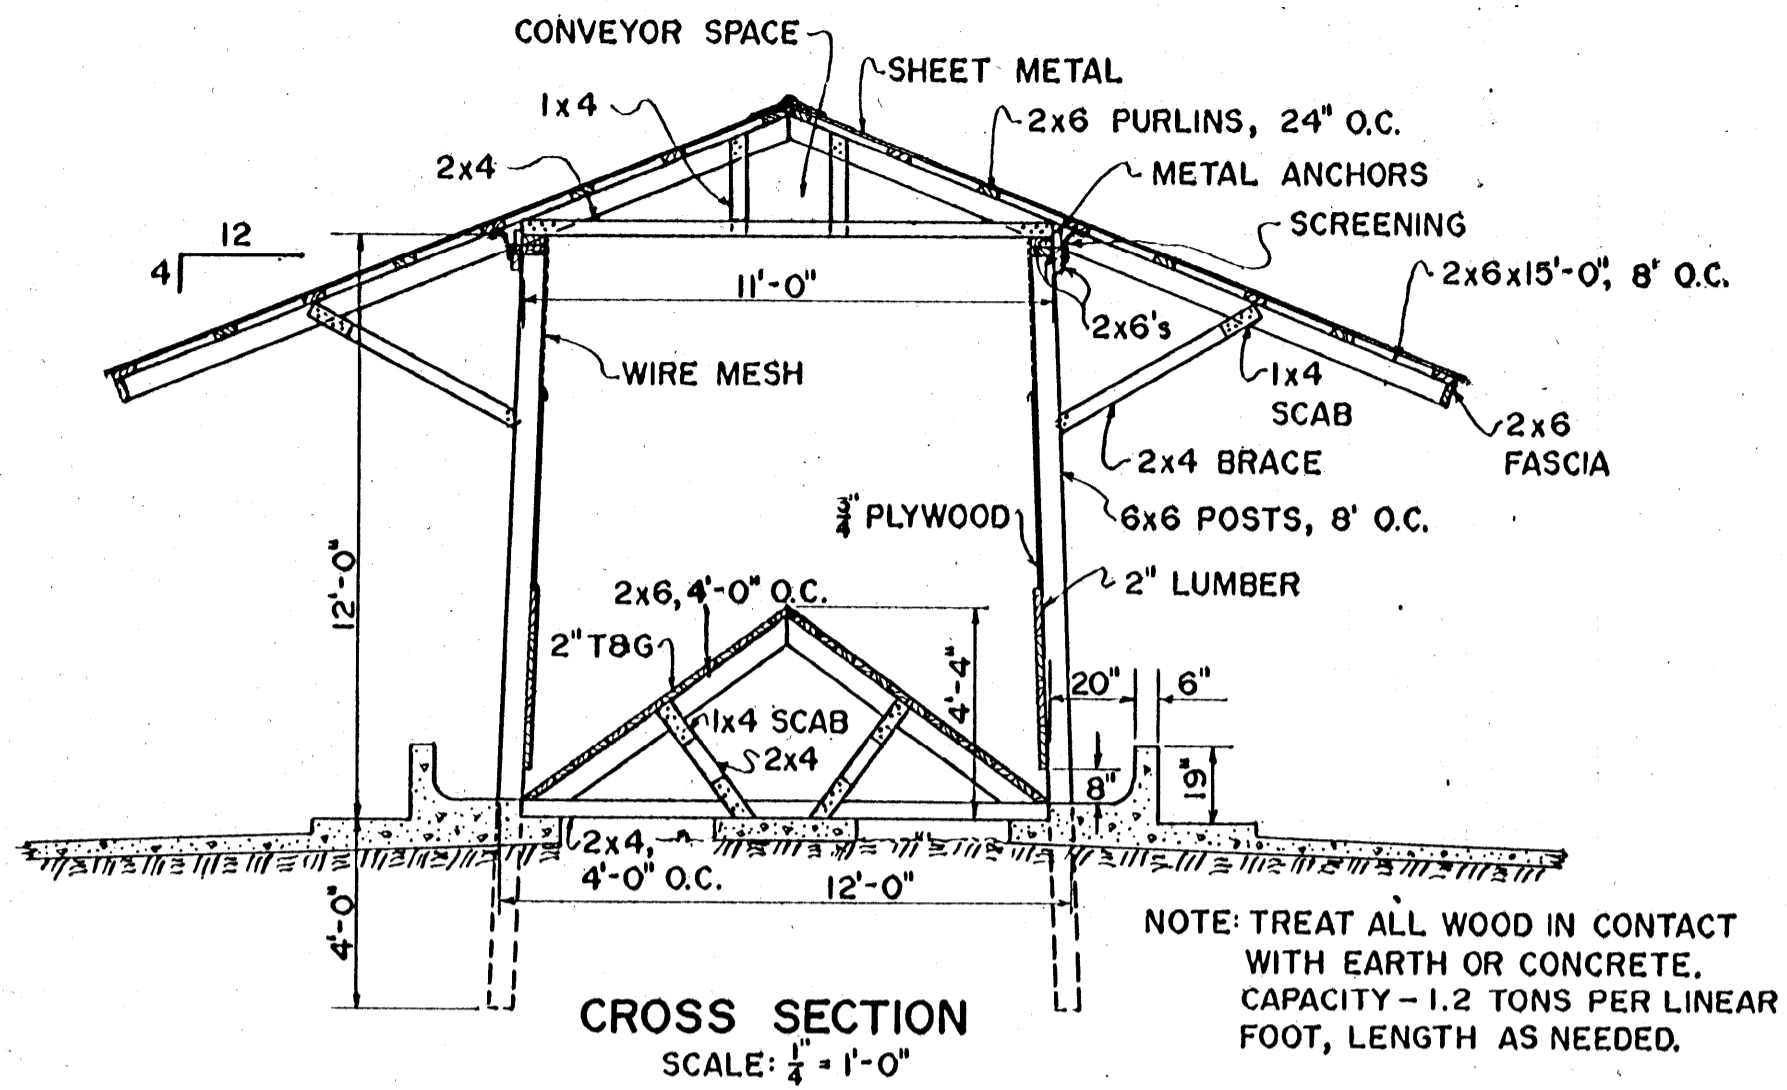 CONVEYOR SPACE
SHEET METAL
1x4
2x6 PURLINS, 24" O.C.
2x4
METAL ANCHORS
SCREENING
12
4
2x6x15'-0", 8' O.C.
11'-0"
2x6's
WIRE MESH
1x4
SCAB
2x6
FASCIA
2x4 BRACE
PLYWOOD
6x6 POSTS, 8' O.C.
12'-0"
2x6, 4'-0" O.C.
2" LUMBER
2" T&G
4'-4"
20"
6"
1x4 SCAB
2x4
8"
19"
2x4,
4'-0" O.C.
12'-0"
4'-0"
NOTE: TREAT ALL WOOD IN CONTACT
WITH EARTH OR CONCRETE.
CAPACITY - 1.2 TONS PER LINEAR
FOOT, LENGTH AS NEEDED.
CROSS SECTION
SCALE: 1/4" = 1'-0"